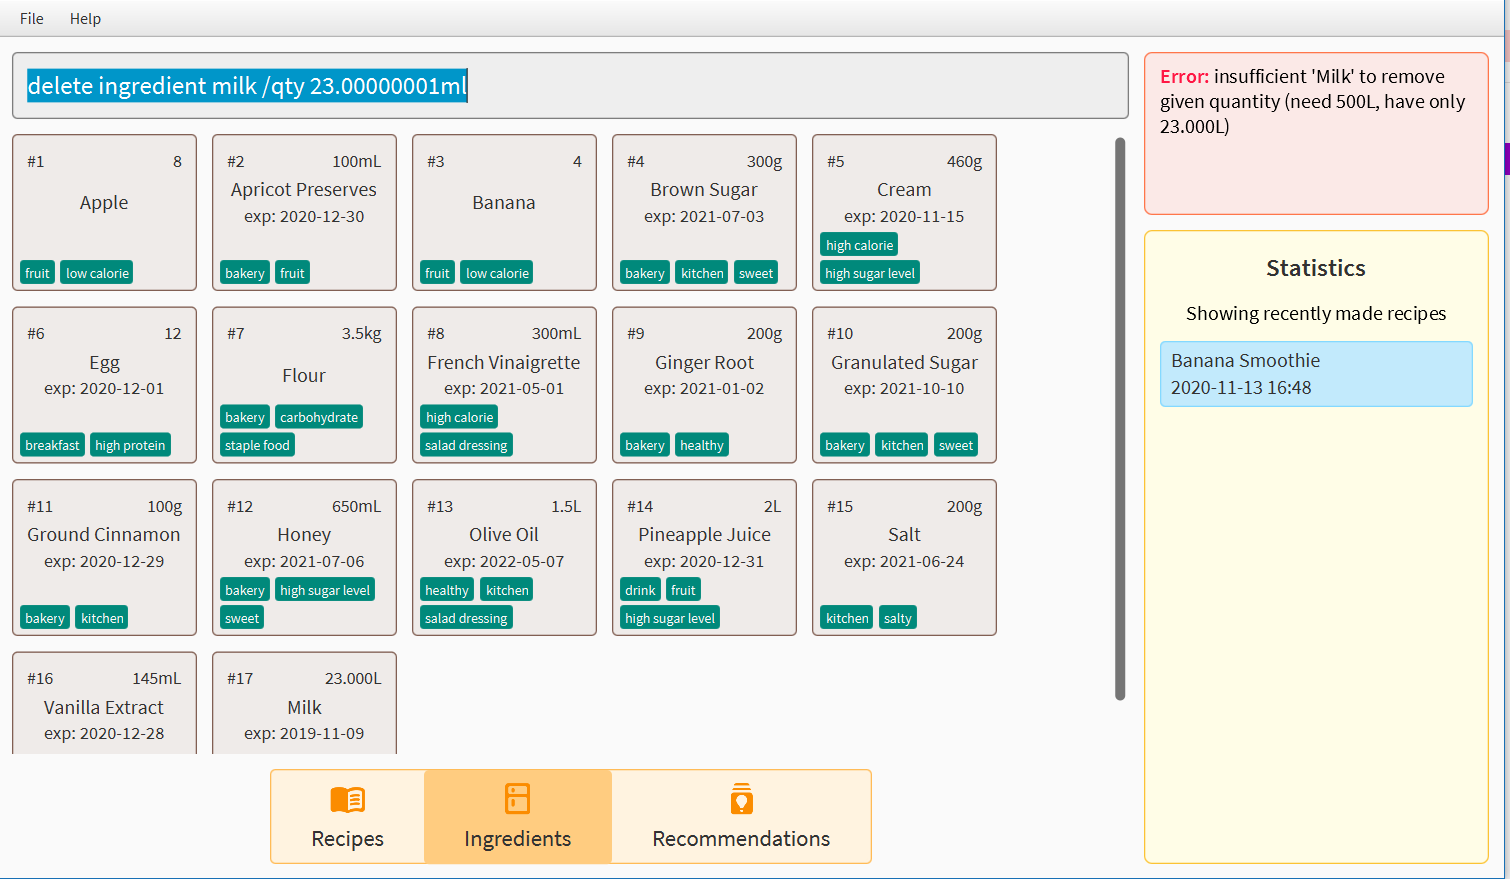 File Help
delete ingredient milk /qty 23.00000001ml
Error: insufficient 'Milk' to remove
given quantity (need 500L, have only
23.000L)
#1 8
Apple
fruit low calorie
#2 100mL
Apricot Preserves
exp: 2020-12-30
bakery fruit
#3 4
Banana
fruit low calorie
#4 300g
Brown Sugar
exp: 2021-07-03
bakery kitchen sweet
#5 460g
Cream
exp: 2020-11-15
high calorie
high sugar level
#6 12
Egg
exp: 2020-12-01
breakfast high protein
#7 3.5kg
Flour
bakery carbohydrate
staple food
#8 300mL
French Vinaigrette
exp: 2021-05-01
high calorie
salad dressing
#9 200g
Ginger Root
exp: 2021-01-02
bakery healthy
#10 200g
Granulated Sugar
exp: 2021-10-10
bakery kitchen sweet
#11 100g
Ground Cinnamon
exp: 2020-12-29
bakery kitchen
#12 650mL
Honey
exp: 2021-07-06
bakery high sugar level
sweet
#13 1.5L
Olive Oil
exp: 2022-05-07
healthy kitchen
salad dressing
#14 2L
Pineapple Juice
exp: 2020-12-31
drink fruit
high sugar level
#15 200g
Salt
exp: 2021-06-24
kitchen salty
#16 145mL
Vanilla Extract
exp: 2020-12-28
#17 23.000L
Milk
exp: 2019-11-09
Statistics
Showing recently made recipes
Banana Smoothie
2020-11-13 16:48
Recipes Ingredients Recommendations